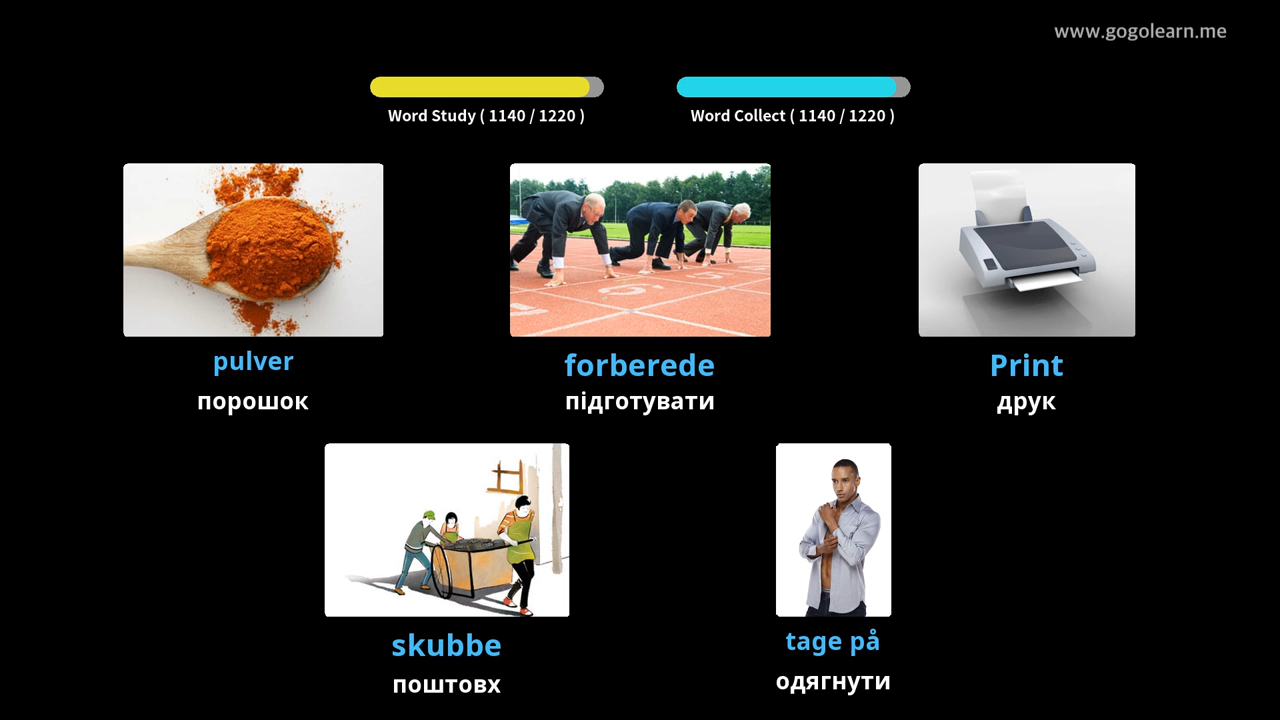 www.gogolearn.me
Word Study ( 1140 / 1220 )
Word Collect ( 1140 / 1220 )
pulver
порошок
forberede
підготувати
Print
друк
skubbe
поштовх
tage på
одягнути